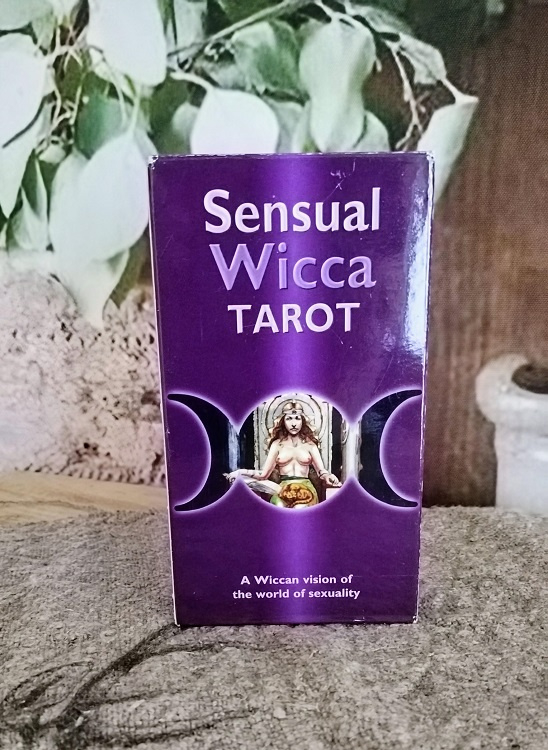 Sensual
Wicca
TAROT
A Wiccan vision of
the world of sexuality